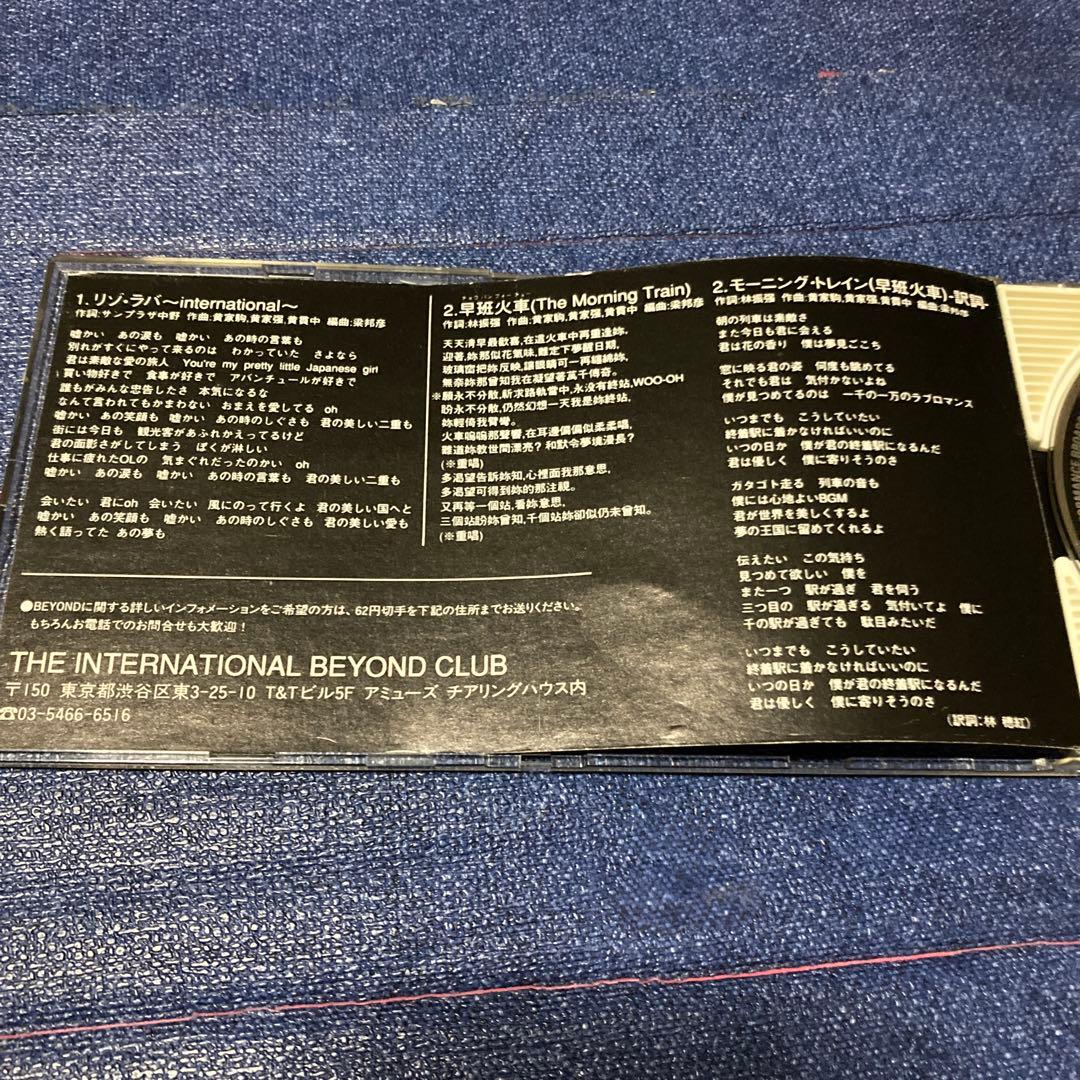 1.リゾ・ラバ〜international〜
作詞:サンプラザ中野 作曲:黄家駒,黄家強,黄貫中 編曲:梁邦彦
嘘かい あの涙も 嘘かい あの時の言葉も
別れがすぐにやって来るのは わかっていた さよなら
君は素敵な愛の旅人 You're my pretty little Japanese girl
買い物好きで 食事が好きで アバンチュールが好きで
誰もがみんな忠告したさ 本気になるな
なんて言われてもかまわない おまえを愛してる oh
嘘かい あの笑顔も 嘘かい あの時のしぐさも 君の美しい二重も
街には今日も 観光客があふれかえってるけど
君の面影さがしてしまう ぼくが淋しい
仕事に疲れたOLの 気まぐれだったのかい oh
嘘かい あの涙も 嘘かい あの時の言葉も 君の美しい二重も
会いたい 君にoh 会いたい 風にのって行くよ 君の美しい国へと
嘘かい あの笑顔も 嘘かい あの時のしぐさも 君の美しい愛も
熱く語ってた あの夢も
2.早班火車(The Morning Train)
作詞:林振強 作曲:黄家駒,黄家強,黄貫中 編曲:梁邦彦
天天清早最歡喜,在這火車中再重逢妳,
迎著,妳那似花氣味,難定下夢醒日期,
玻璃窗把妳反映,讓眼睛可一再纏綿妳,
無奈妳那曾知我在凝望著萬千傳奇。
※願永不分散,祈求路軌當中,永没有終站,WOO-OH
盼永不分散,仍然幻想一天我是妳終站,
妳輕倚我臂彎。
火車嗚嗚那聲響,在耳邊偏偏似柔柔唱,
難道妳教世間漂亮? 和默令夢境漫長?
(※重唱)
多渴望告訴妳知,心裡面我那意思,
多渴望可得到妳的那注視。
又再等一個站,看妳意思,
三個站盼妳曾知,千個站妳卻似仍未曾知。
(※重唱)
2.モーニング・トレイン(早班火車)-訳詞-
作詞:林振強 作曲:黄家駒,黄家強,黄貫中 編曲:梁邦彦
朝の列車は素敵さ
また今日も君に会える
君は花の香り 僕は夢見ごこち
窓に映る君の姿 何度も眺めてる
それでも君は 気付かないよね
僕が見つめてるのは 一千の一万のラブロマンス
いつまでも こうしていたい
終着駅に着かなければいいのに
いつの日か 僕が君の終着駅になるんだ
君は優しく 僕に寄りそうのさ
ガタゴト走る 列車の音も
僕には心地よいBGM
君が世界を美しくするよ
夢の王国に留めてくれるよ
伝えたい この気持ち
見つめて欲しい 僕を
また一つ 駅が過ぎ 君を伺う
三つ目の 駅が過ぎる 気付いてよ 僕に
千の駅が過ぎても 駄目みたいだ
いつまでも こうしていたい
終着駅に着かなければいいのに
いつの日か 僕が君の終着駅になるんだ
君は優しく 僕に寄りそうのさ
(訳詞:林 穂紅)
●BEYONDに関する詳しいインフォメーションをご希望の方は、62円切手を下記の住所までお送りください。
もちろんお電話でのお問合せも大歓迎!
THE INTERNATIONAL BEYOND CLUB
〒150 東京都渋谷区東3-25-10 T&Tビル5F アミューズ チアリングハウス内
☎03-5466-6516